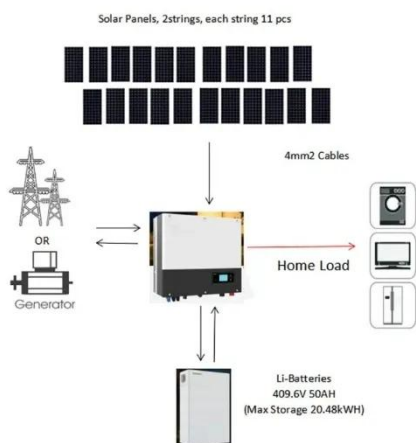 Solar Panels, 2strings, each string 11 pcs
4mm2 Cables
OR
Generator
Home Load
Li-Batteries
409.6V 50AH
(Max Storage 20.48kWH)